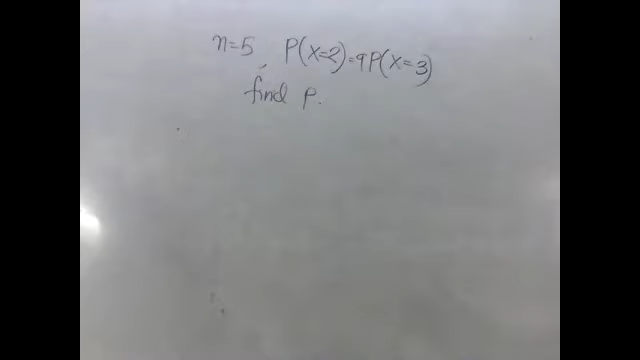 n=5, P(X=2)=9P(X=3)
find p.